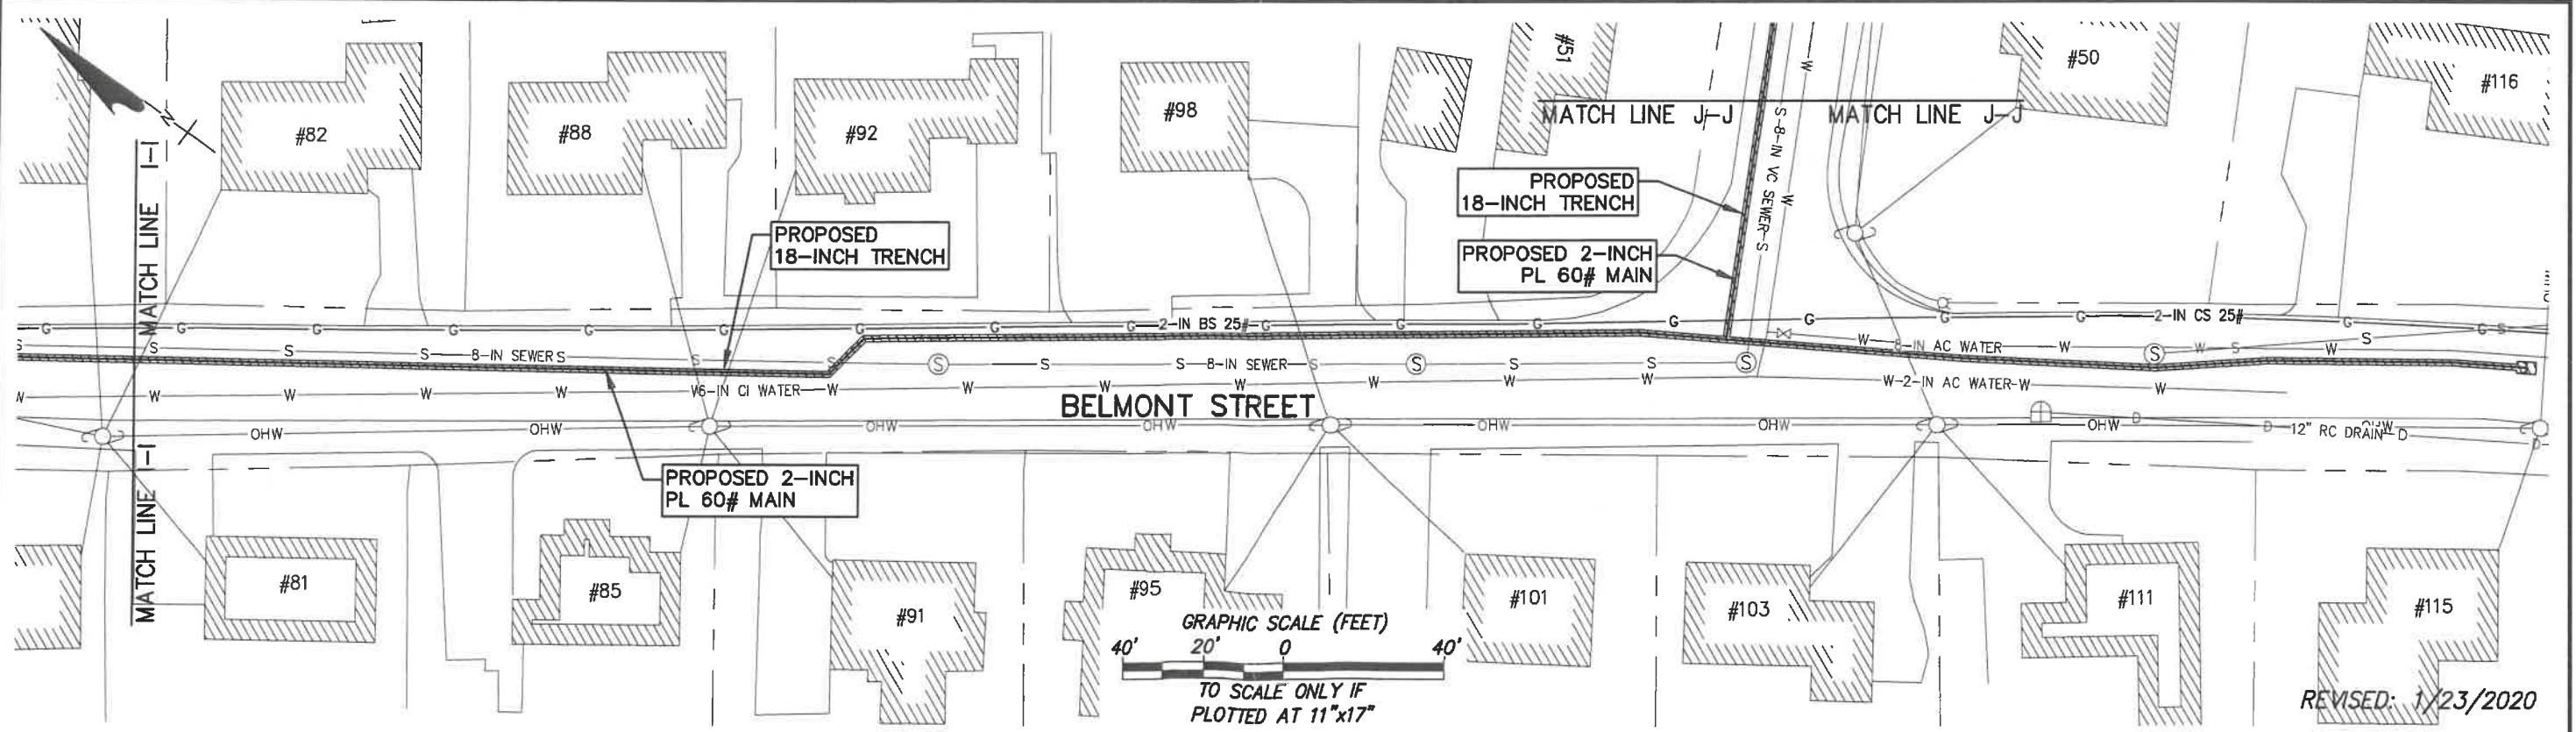 #51
#50
#116
#82
#88
#92
#98
N
MATCH LINE J-J
MATCH LINE J-J
MATCH LINE I-I
PROPOSED
18-INCH TRENCH
PROPOSED
18-INCH TRENCH
PROPOSED 2-INCH
PL 60# MAIN
S-8-IN VC SEWER-S
W
W
G G G G G G G G G 2-IN BS 25# G G G G G G G 2-IN CS 25# G G S
S S S S 8-IN SEWER S S S S S S 8-IN SEWER S S S S S
W 8-IN AC WATER W S W S W S
W W W W W W6-IN CI WATER W W W W W W W W-2-IN AC WATER-W W
BELMONT STREET
OHW OHW OHW OHW OHW OHW OHW D D 12" RC DRAIN D D
MATCH LINE I-I
PROPOSED 2-INCH
PL 60# MAIN
#81
#85
#91
#95
#101
#103
#111
#115
GRAPHIC SCALE (FEET)
40' 20' 0 40'
TO SCALE ONLY IF
PLOTTED AT 11"x17"
REVISED: 1/23/2020